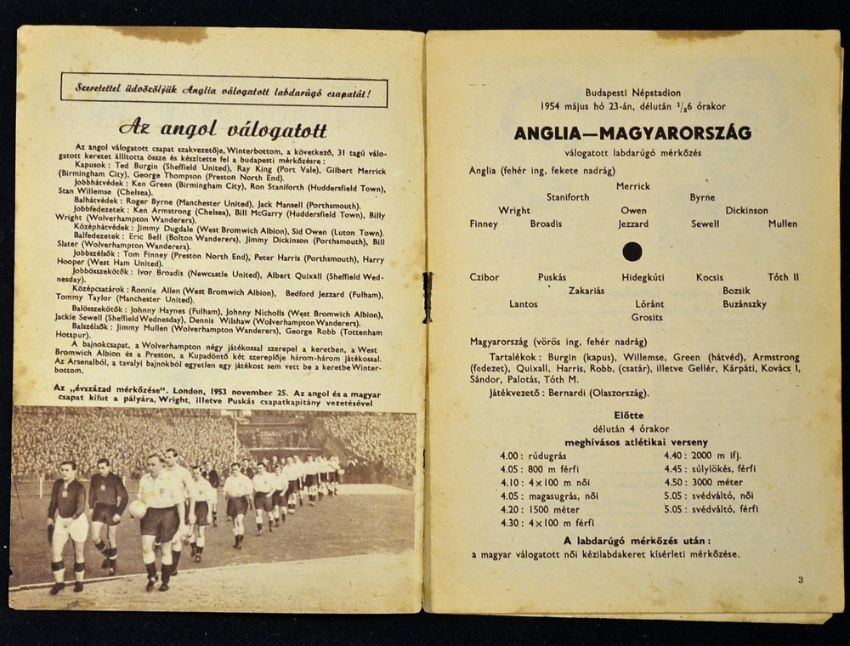 Szeretettel üdvözöljük Anglia válogatott labdarúgó csapatát!
Az angol válogatott
Az angol válogatott csapat szakvezetője, Winterbottom, a következő, 31 tagú válo-
gatott keretet állította össze és készítette fel a budapesti mérkőzésre:
Kapusok: Ted Burgin (Sheffield United), Ray King (Port Vale), Gilbert Merrick
(Birmingham City), George Thompson (Preston North End).
Jobbhátvédek: Ken Green (Birmingham City), Ron Staniforth (Huddersfield Town),
Stan Willemse (Chelsea).
Balhátvédek: Roger Byrne (Manchester United), Jack Mansell (Portsmouth).
Jobbfedezetek: Ken Armstrong (Chelsea), Bill McGarry (Huddersfield Town), Billy
Wright (Wolverhampton Wanderers).
Középhátvédek: Jimmy Dugdale (West Bromwich Albion), Sid Owen (Luton Town).
Balfedezetek: Eric Bell (Bolton Wanderers), Jimmy Dickinson (Porthsmouth), Bill
Slater (Wolverhampton Wanderers).
Jobbszélsők: Tom Finney (Preston North End), Peter Harris (Portsmouth), Harry
Hooper (West Ham United).
Jobbösszekötők: Ivor Broadis (Newcastle United), Albert Quixall (Sheffield Wed-
nesday).
Középcsatárok: Ronnie Allen (West Bromwich Albion), Bedford Jezzard (Fulham),
Tommy Taylor (Manchester United).
Balösszekötők: Johnny Haynes (Fulham), Johnny Nicholls (West Bromwich Albion),
Jackie Sewell (Sheffield Wednesday), Dennis Wilshaw (Wolverhampton Wanderers).
Balszélsők: Jimmy Mullen (Wolverhampton Wanderers), George Robb (Tottenham
Hotspur).
A bajnokcsapat, a Wolverhampton négy játékossal szerepel a keretben, a West
Bromwich Albion és a Preston, a Kupadöntő két szereplője három-három játékossal.
Az Arsenalból, a tavalyi bajnokból egyetlen egy játékost sem vett be a keretbe Winter-
bottom.
Az „évszázad mérkőzése". London, 1953 november 25. Az angol és a magyar
csapat kifut a pályára, Wright, illetve Puskás csapatkapitány vezetésével
Budapesti Népstadion
1954 május hó 23-án, délután ½6 órakor
ANGLIA—MAGYARORSZÁG
válogatott labdarúgó mérkőzés
Anglia (fehér ing, fekete nadrág)
Merrick
Staniforth Byrne
Wright Owen Dickinson
Finney Broadis Jezzard Sewell Mullen
Czibor Puskás Hidegkúti Kocsis Tóth II
Zakariás Bozsik
Lantos Lóránt Buzánszky
Grosits
Magyarország (vörös ing, fehér nadrág)
Tartalékok: Burgin (kapus), Willemse, Green (hátvéd), Armstrong
(fedezet), Quixall, Harris, Robb, (csatár), illetve Gellér, Kárpáti, Kovács I,
Sándor, Palotás, Tóth M.
Játékvezető: Bernardi (Olaszország).
Előtte
délután 4 órakor
meghívásos atlétikai verseny
4.00: rúdugrás 4.40: 2000 m ifj.
4.05: 800 m férfi 4.45: súlylökés, férfi
4.10: 4×100 m női 4.50: 3000 méter
4.05: magasugrás, női 5.05: svédváltó, női
4.20: 1500 méter 5.05: svédváltó, férfi
4.30: 4×100 m férfi
A labdarúgó mérkőzés után:
a magyar válogatott női kézilabdakeret kísérleti mérkőzése.
3